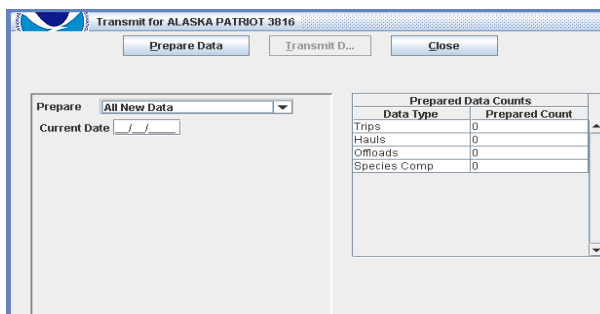 Transmit for ALASKA PATRIOT 3816
Prepare Data
Transmit D...
Close
Prepare All New Data
Current Date __/__/____
Prepared Data Counts
Data Type Prepared Count
Trips 0
Hauls 0
Offloads 0
Species Comp 0